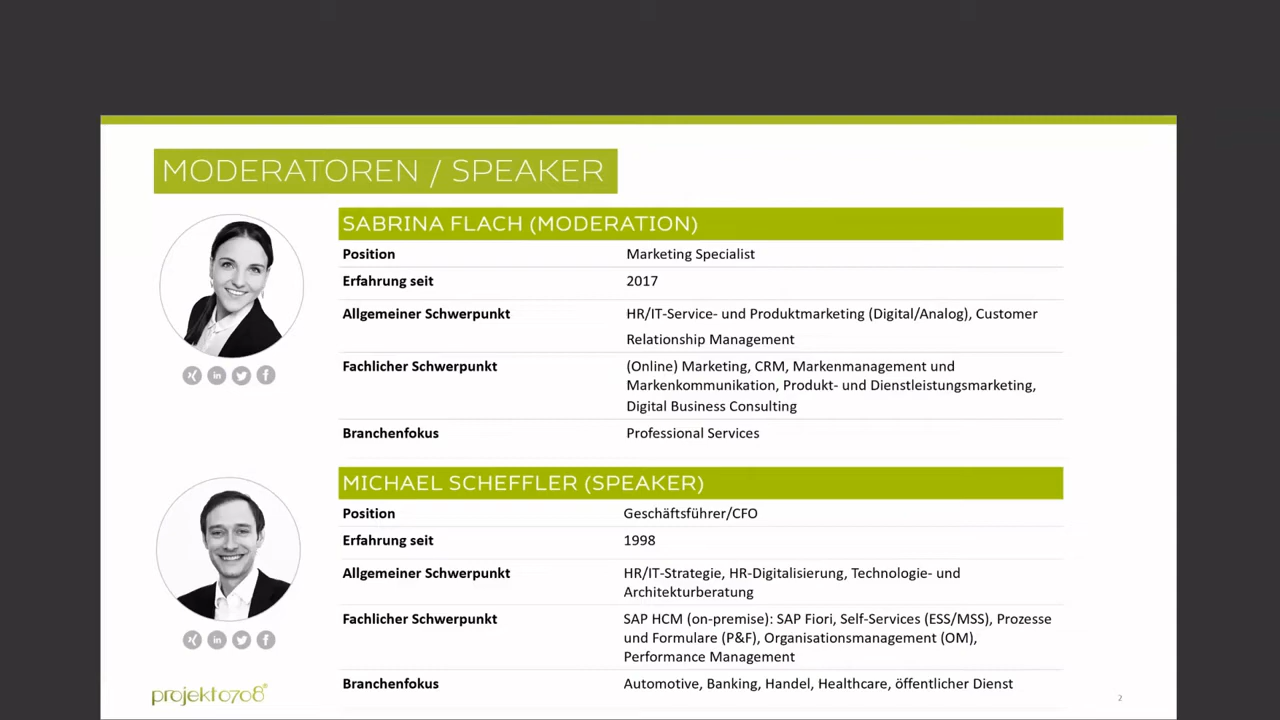 MODERATOREN / SPEAKER
SABRINA FLACH (MODERATION)
Position Marketing Specialist
Erfahrung seit 2017
Allgemeiner Schwerpunkt HR/IT-Service- und Produktmarketing (Digital/Analog), Customer
Relationship Management
Fachlicher Schwerpunkt (Online) Marketing, CRM, Markenmanagement und
Markenkommunikation, Produkt- und Dienstleistungsmarketing,
Digital Business Consulting
Branchenfokus Professional Services
in f
MICHAEL SCHEFFLER (SPEAKER)
Position Geschäftsführer/CFO
Erfahrung seit 1998
Allgemeiner Schwerpunkt HR/IT-Strategie, HR-Digitalisierung, Technologie- und
Architekturberatung
Fachlicher Schwerpunkt SAP HCM (on-premise): SAP Fiori, Self-Services (ESS/MSS), Prozesse
und Formulare (P&F), Organisationsmanagement (OM),
Performance Management
Branchenfokus Automotive, Banking, Handel, Healthcare, öffentlicher Dienst
in f
projekt0708®
2